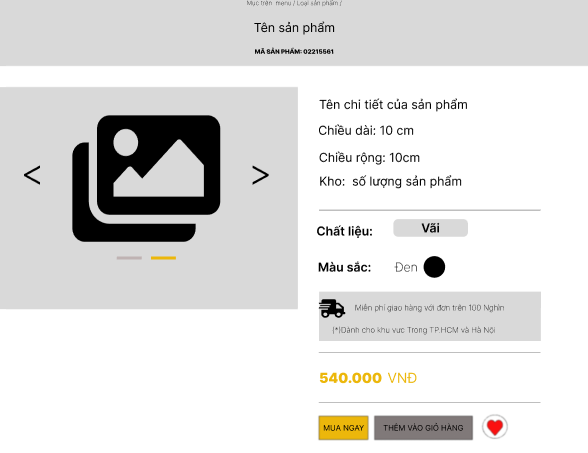 Mục trên menu / Loại sản phẩm /
Tên sản phẩm
MÃ SẢN PHẨM: 02215561
Tên chi tiết của sản phẩm
Chiều dài: 10 cm
Chiều rộng: 10cm
Kho: số lượng sản phẩm
< >
Chất liệu: Vãi
Màu sắc: Đen
Miễn phí giao hàng với đơn trên 100 Nghìn
(*)Đành cho khu vực Trong TP.HCM và Hà Nội
540.000 VNĐ
MUA NGAY THÊM VÀO GIỎ HÀNG